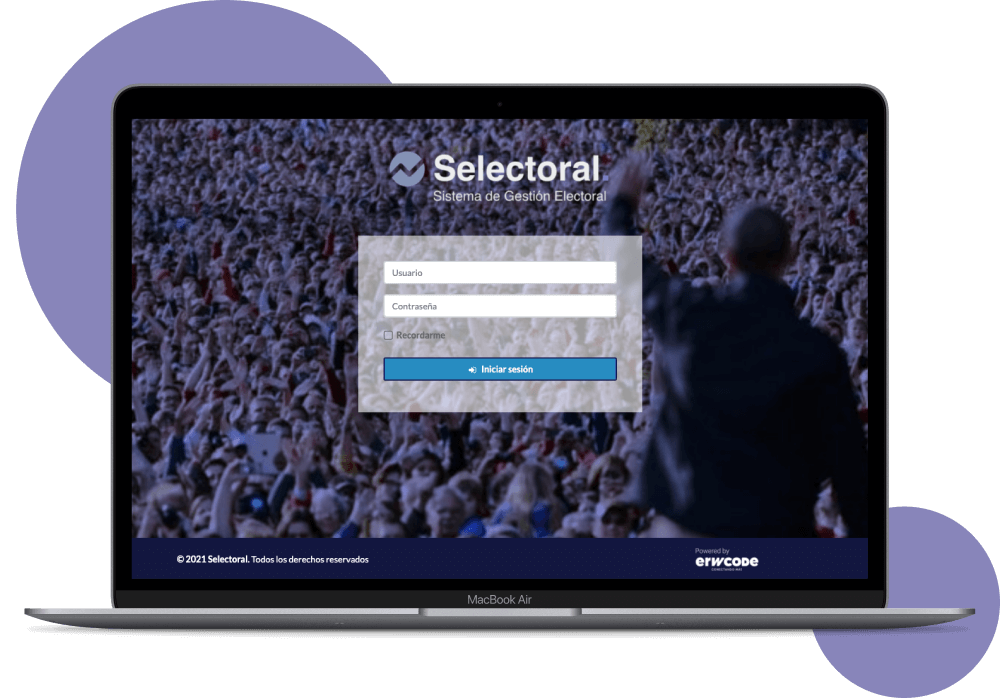 Selectoral.
Sistema de Gestión Electoral
Usuario
Contraseña
Recordarme
Iniciar sesión
© 2021 Selectoral. Todos los derechos reservados
Powered by
erwcode
MacBook Air